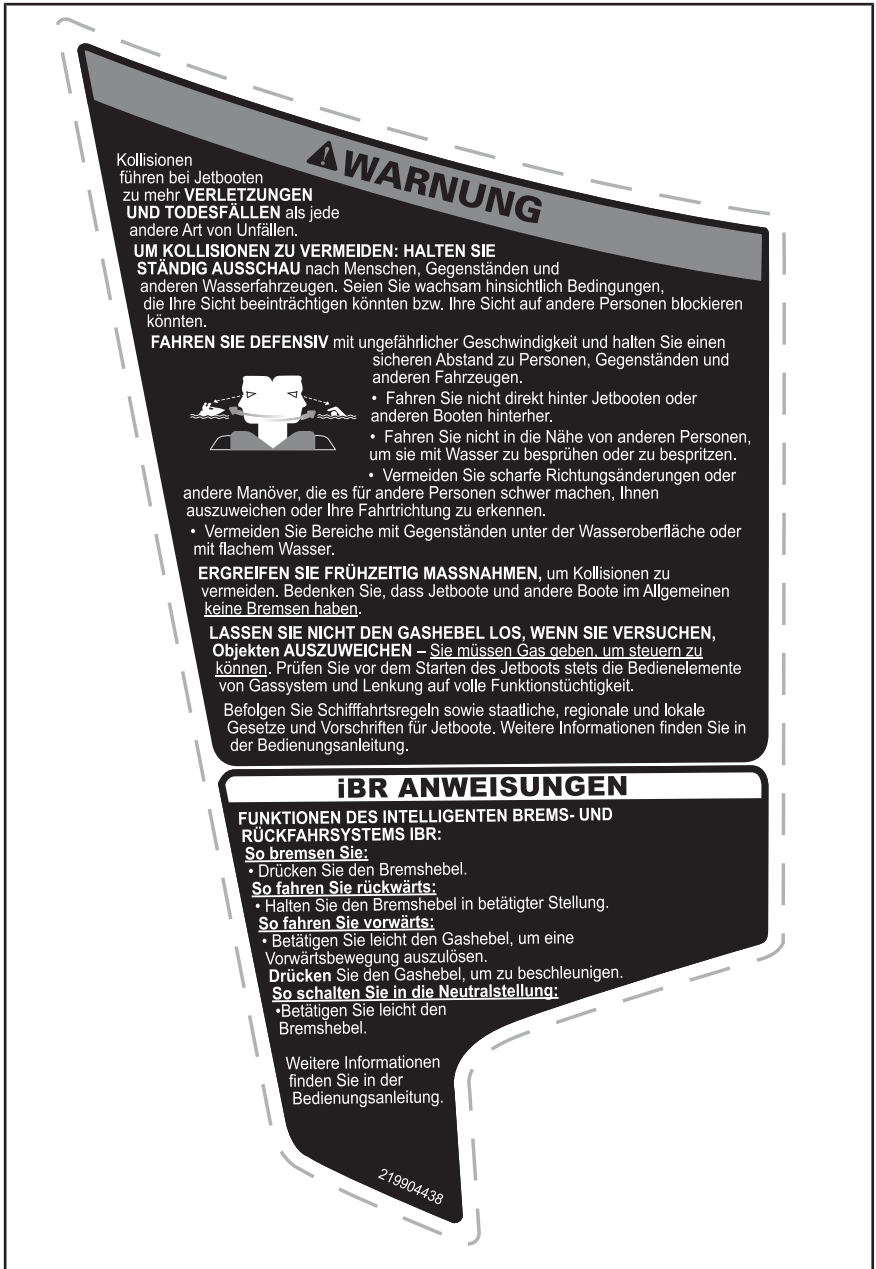 WARNUNG
Kollisionen
führen bei Jetbooten
zu mehr VERLETZUNGEN
UND TODESFÄLLEN als jede
andere Art von Unfällen.
UM KOLLISIONEN ZU VERMEIDEN: HALTEN SIE
STÄNDIG AUSSCHAU nach Menschen, Gegenständen und
anderen Wasserfahrzeugen. Seien Sie wachsam hinsichtlich Bedingungen,
die Ihre Sicht beeinträchtigen könnten bzw. Ihre Sicht auf andere Personen blockieren
könnten.
FAHREN SIE DEFENSIV mit ungefährlicher Geschwindigkeit und halten Sie einen
sicheren Abstand zu Personen, Gegenständen und
anderen Fahrzeugen.
• Fahren Sie nicht direkt hinter Jetbooten oder
anderen Booten hinterher.
• Fahren Sie nicht in die Nähe von anderen Personen,
um sie mit Wasser zu besprühen oder zu bespritzen.
• Vermeiden Sie scharfe Richtungsänderungen oder
andere Manöver, die es für andere Personen schwer machen, Ihnen
auszuweichen oder Ihre Fahrtrichtung zu erkennen.
• Vermeiden Sie Bereiche mit Gegenständen unter der Wasseroberfläche oder
mit flachem Wasser.
ERGREIFEN SIE FRÜHZEITIG MASSNAHMEN, um Kollisionen zu
vermeiden. Bedenken Sie, dass Jetboote und andere Boote im Allgemeinen
keine Bremsen haben.
LASSEN SIE NICHT DEN GASHEBEL LOS, WENN SIE VERSUCHEN,
Objekten AUSZUWEICHEN – Sie müssen Gas geben, um steuern zu
können. Prüfen Sie vor dem Starten des Jetboots stets die Bedienelemente
von Gassystem und Lenkung auf volle Funktionstüchtigkeit.
Befolgen Sie Schifffahrtsregeln sowie staatliche, regionale und lokale
Gesetze und Vorschriften für Jetboote. Weitere Informationen finden Sie in
der Bedienungsanleitung.
iBR ANWEISUNGEN
FUNKTIONEN DES INTELLIGENTEN BREMS- UND
RÜCKFAHRSYSTEMS IBR:
So bremsen Sie:
• Drücken Sie den Bremshebel.
So fahren Sie rückwärts:
• Halten Sie den Bremshebel in betätigter Stellung.
So fahren Sie vorwärts:
• Betätigen Sie leicht den Gashebel, um eine
Vorwärtsbewegung auszulösen.
Drücken Sie den Gashebel, um zu beschleunigen.
So schalten Sie in die Neutralstellung:
•Betätigen Sie leicht den
Bremshebel.
Weitere Informationen
finden Sie in der
Bedienungsanleitung.
219904438